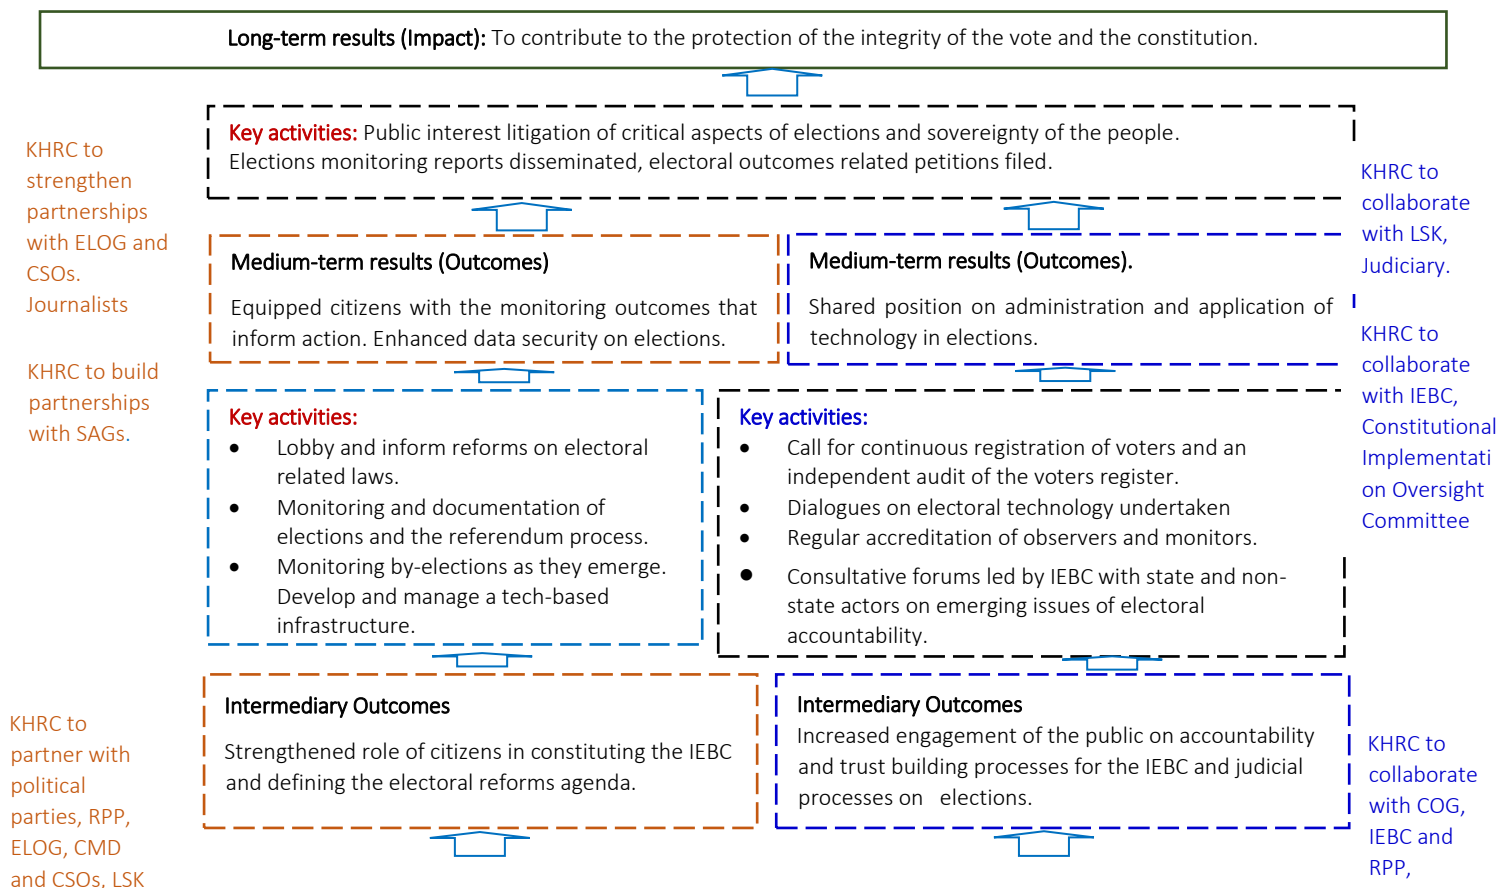 Long-term results (Impact): To contribute to the protection of the integrity of the vote and the constitution.
Key activities: Public interest litigation of critical aspects of elections and sovereignty of the people.
Elections monitoring reports disseminated, electoral outcomes related petitions filed.
KHRC to
strengthen
partnerships
with ELOG and
CSOs.
Journalists
KHRC to
collaborate
with LSK,
Judiciary.
Medium-term results (Outcomes)
Equipped citizens with the monitoring outcomes that
inform action. Enhanced data security on elections.
Medium-term results (Outcomes).
Shared position on administration and application of
technology in elections.
KHRC to build
partnerships
with SAGs.
KHRC to
collaborate
with IEBC,
Constitutional
Implementati
on Oversight
Committee
Key activities:
• Lobby and inform reforms on electoral
related laws.
• Monitoring and documentation of
elections and the referendum process.
• Monitoring by-elections as they emerge.
Develop and manage a tech-based
infrastructure.
Key activities:
• Call for continuous registration of voters and an
independent audit of the voters register.
• Dialogues on electoral technology undertaken
• Regular accreditation of observers and monitors.
• Consultative forums led by IEBC with state and non-
state actors on emerging issues of electoral
accountability.
Intermediary Outcomes
Strengthened role of citizens in constituting the IEBC
and defining the electoral reforms agenda.
Intermediary Outcomes
Increased engagement of the public on accountability
and trust building processes for the IEBC and judicial
processes on elections.
KHRC to
partner with
political
parties, RPP,
ELOG, CMD
and CSOs, LSK
KHRC to
collaborate
with COG,
IEBC and
RPP,